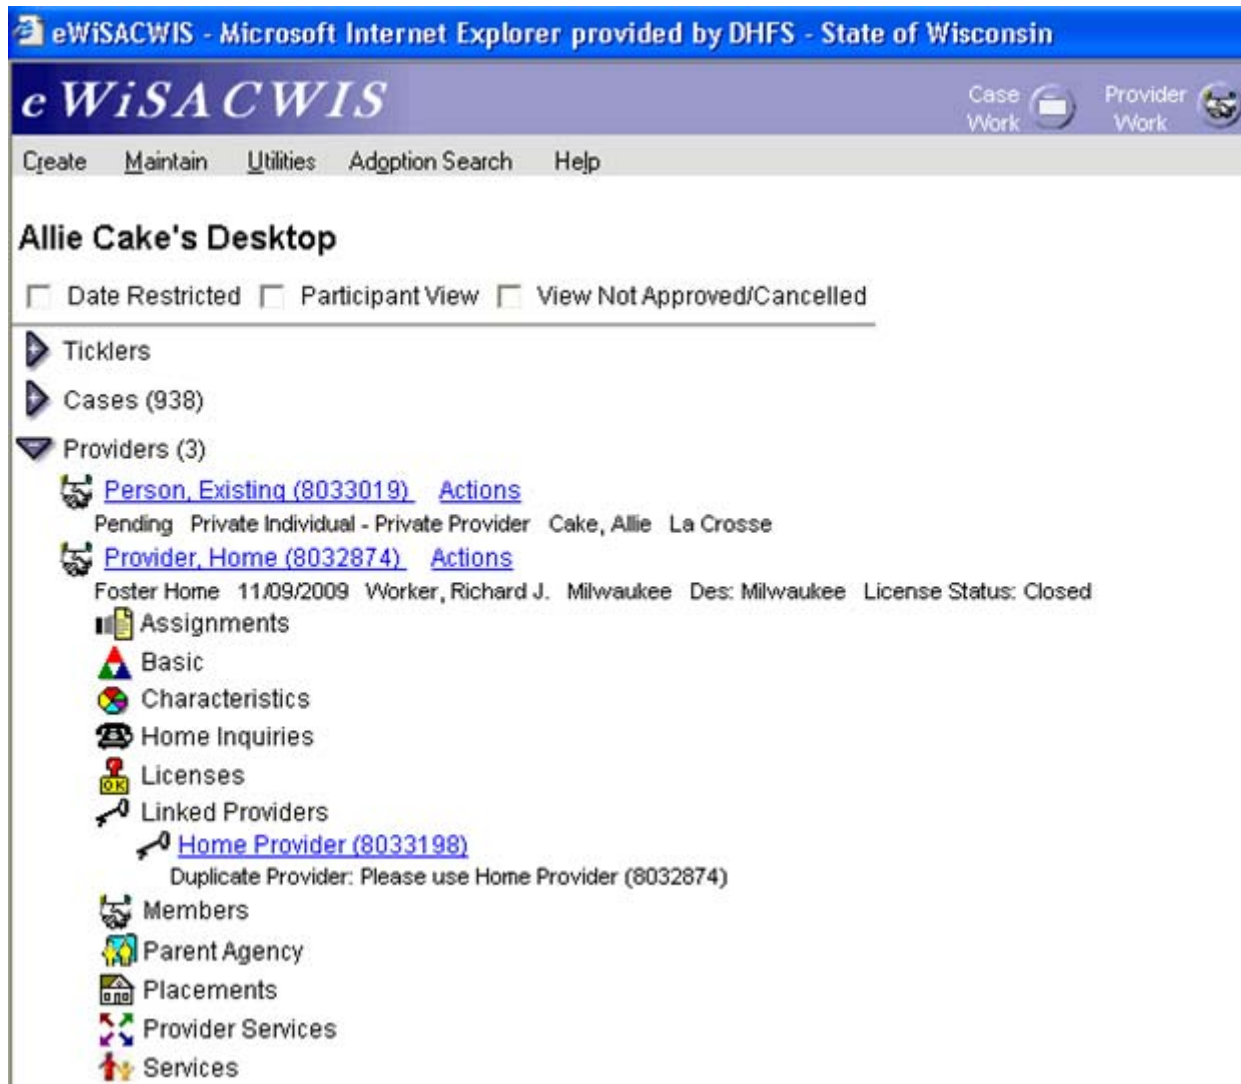 eWiSACWIS - Microsoft Internet Explorer provided by DHFS - State of Wisconsin
e WiSACWIS
Case Work
Provider Work
Create Maintain Utilities Adoption Search Help
Allie Cake's Desktop
Date Restricted Participant View View Not Approved/Cancelled
Ticklers
Cases (938)
Providers (3)
Person, Existing (8033019) Actions
Pending Private Individual - Private Provider Cake, Allie La Crosse
Provider, Home (8032874) Actions
Foster Home 11/09/2009 Worker, Richard J. Milwaukee Des: Milwaukee License Status: Closed
Assignments
Basic
Characteristics
Home Inquiries
OK
Licenses
Linked Providers
Home Provider (8033198)
Duplicate Provider: Please use Home Provider (8032874)
Members
Parent Agency
Placements
Provider Services
Services